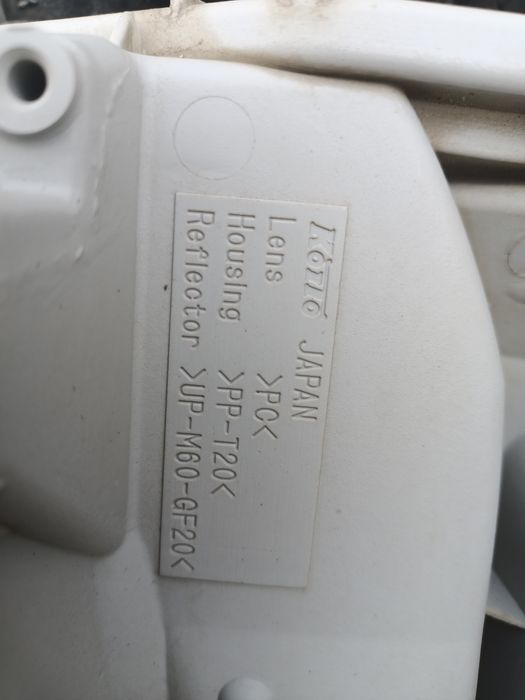 Koito JAPAN
Lens >PC<
Housing >PP-T20<
Reflector >UP-M60-GF20<